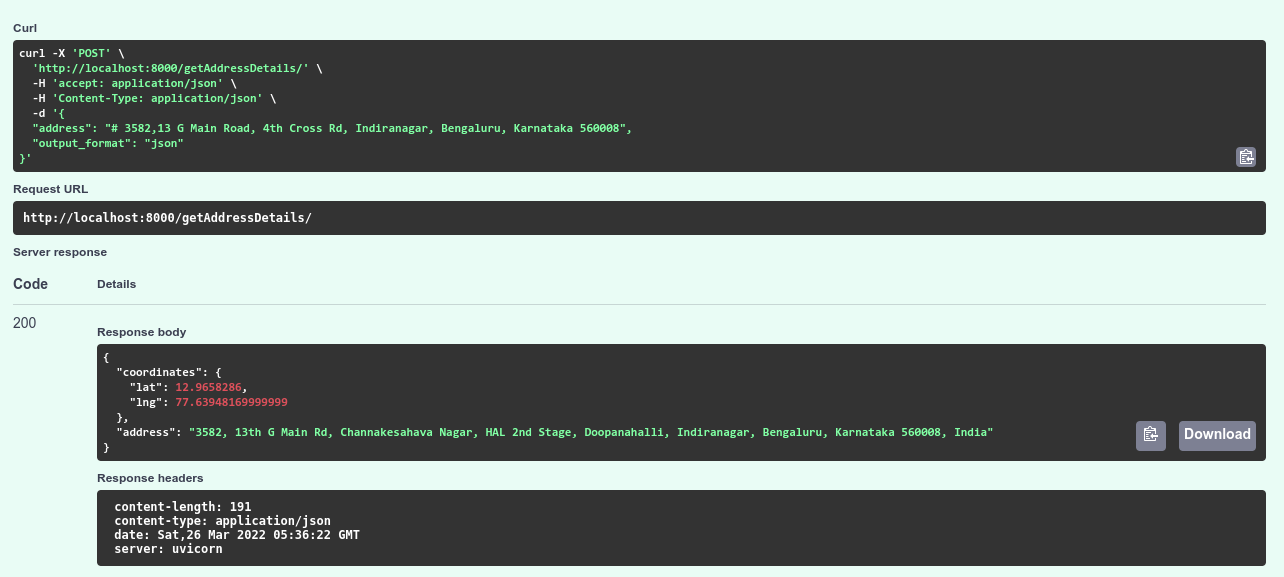 Curl
curl -X 'POST' \
  'http://localhost:8000/getAddressDetails/' \
  -H 'accept: application/json' \
  -H 'Content-Type: application/json' \
  -d '{
  "address": "# 3582,13 G Main Road, 4th Cross Rd, Indiranagar, Bengaluru, Karnataka 560008",
  "output_format": "json"
}'
Request URL
http://localhost:8000/getAddressDetails/
Server response
Code Details
200
Response body
{
  "coordinates": {
    "lat": 12.9658286,
    "lng": 77.63948169999999
  },
  "address": "3582, 13th G Main Rd, Channakesahava Nagar, HAL 2nd Stage, Doopanahalli, Indiranagar, Bengaluru, Karnataka 560008, India"
}
Download
Response headers
content-length: 191
content-type: application/json
date: Sat,26 Mar 2022 05:36:22 GMT
server: uvicorn